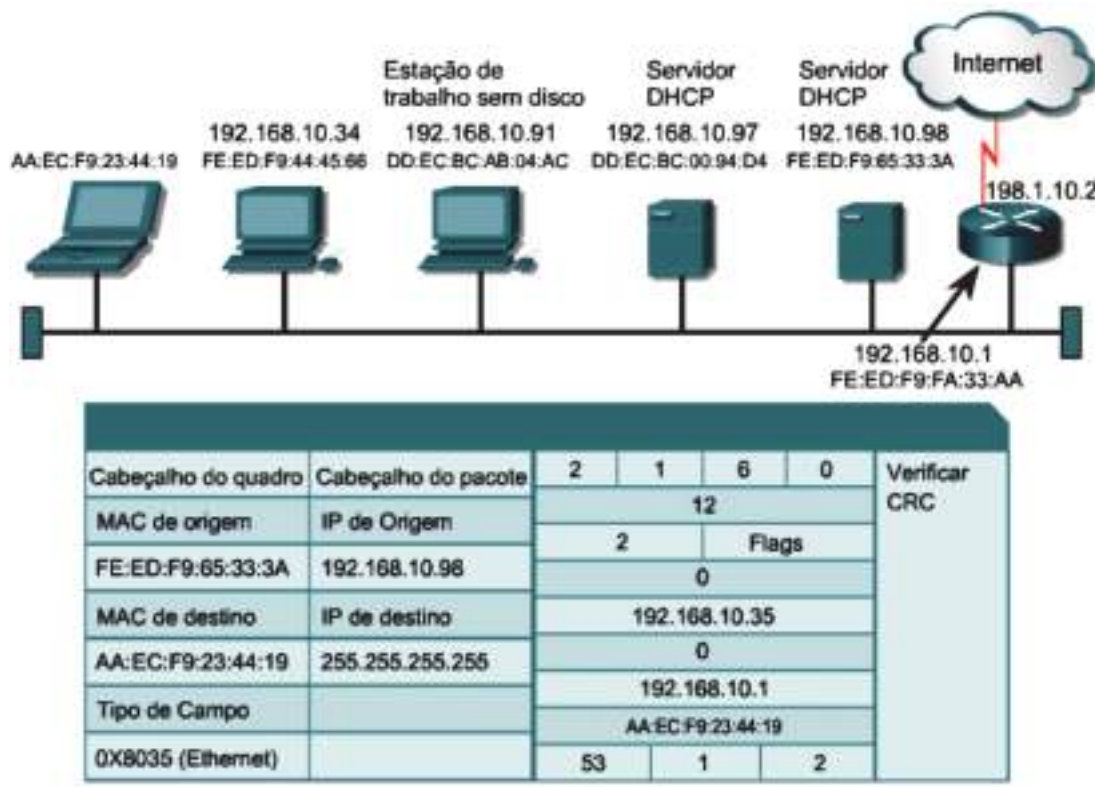 Internet
Estação de
trabalho sem disco
Servidor
DHCP
Servidor
DHCP
AA:EC:F9:23:44:19
192.168.10.34
FE:ED:F9:44:45:66
192.168.10.91
DD:EC:BC:AB:04:AC
192.168.10.97
DD:EC:BC:00:94:D4
192.168.10.98
FE:ED:F9:65:33:3A
198.1.10.2
192.168.10.1
FE:ED:F9:FA:33:AA
Cabeçalho do quadro
Cabeçalho do pacote
2 1 6 0
Verificar
CRC
12
MAC de origem
IP de Origem
2 Flags
FE:ED:F9:65:33:3A
192.168.10.98
0
MAC de destino
IP de destino
192.168.10.35
AA:EC:F9:23:44:19
255.255.255.255
0
192.168.10.1
Tipo de Campo
AA:EC:F9:23:44:19
0X8035 (Ethernet)
53 1 2